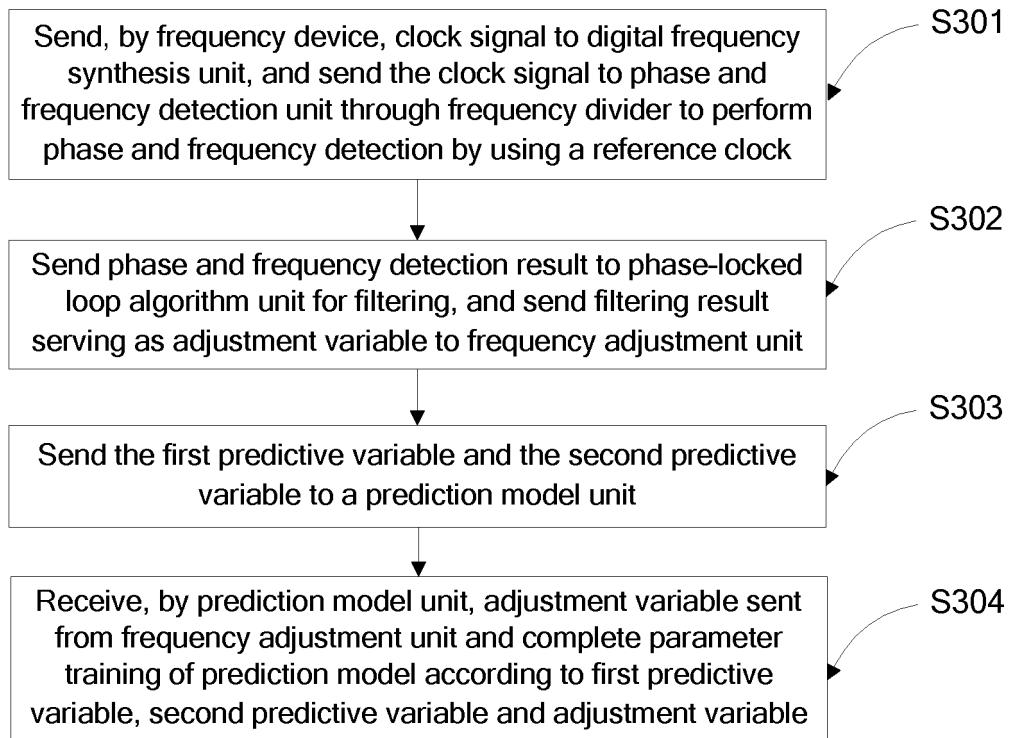 Send, by frequency device, clock signal to digital frequency
synthesis unit, and send the clock signal to phase and
frequency detection unit through frequency divider to perform
phase and frequency detection by using a reference clock
S301
Send phase and frequency detection result to phase-locked
loop algorithm unit for filtering, and send filtering result
serving as adjustment variable to frequency adjustment unit
S302
Send the first predictive variable and the second predictive
variable to a prediction model unit
S303
Receive, by prediction model unit, adjustment variable sent
from frequency adjustment unit and complete parameter
training of prediction model according to first predictive
variable, second predictive variable and adjustment variable
S304